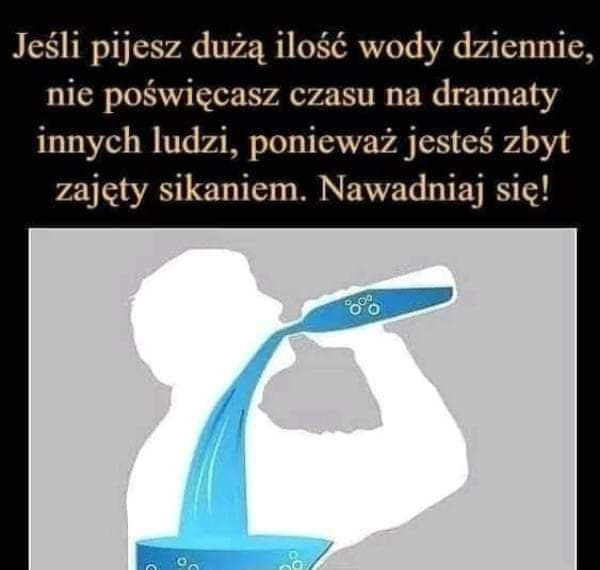 Jeśli pijesz dużą ilość wody dziennie,
nie poświęcasz czasu na dramaty
innych ludzi, ponieważ jesteś zbyt
zajęty sikaniem. Nawadniaj się!